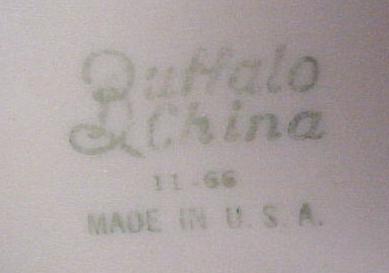 Buffalo
China
11-66
MADE IN U.S.A.